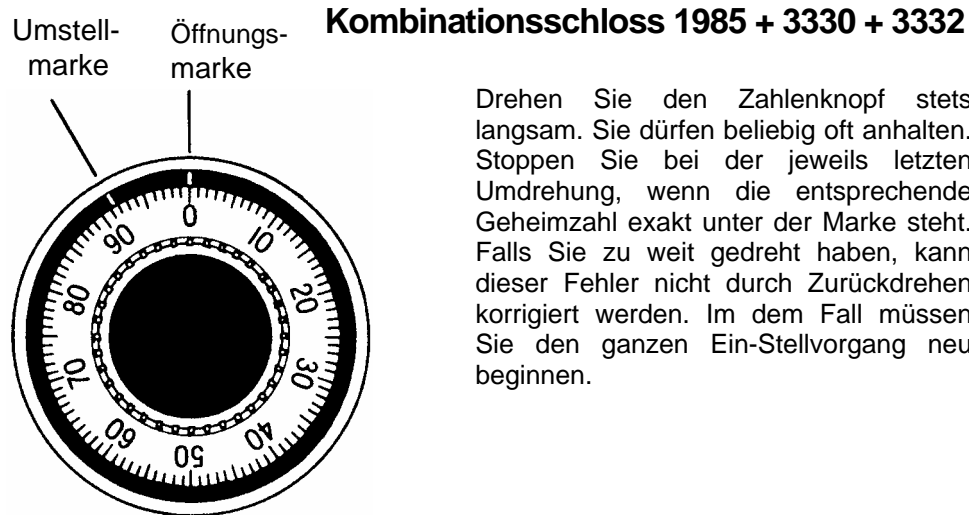 Kombinationsschloss 1985 + 3330 + 3332
Umstell-
marke
Öffnungs-
marke
Drehen Sie den Zahlenknopf stets
langsam. Sie dürfen beliebig oft anhalten.
Stoppen Sie bei der jeweils letzten
Umdrehung, wenn die entsprechende
Geheimzahl exakt unter der Marke steht.
Falls Sie zu weit gedreht haben, kann
dieser Fehler nicht durch Zurückdrehen
korrigiert werden. Im dem Fall müssen
Sie den ganzen Ein-Stellvorgang neu
beginnen.
0
10
20
30
40
50
60
70
80
90